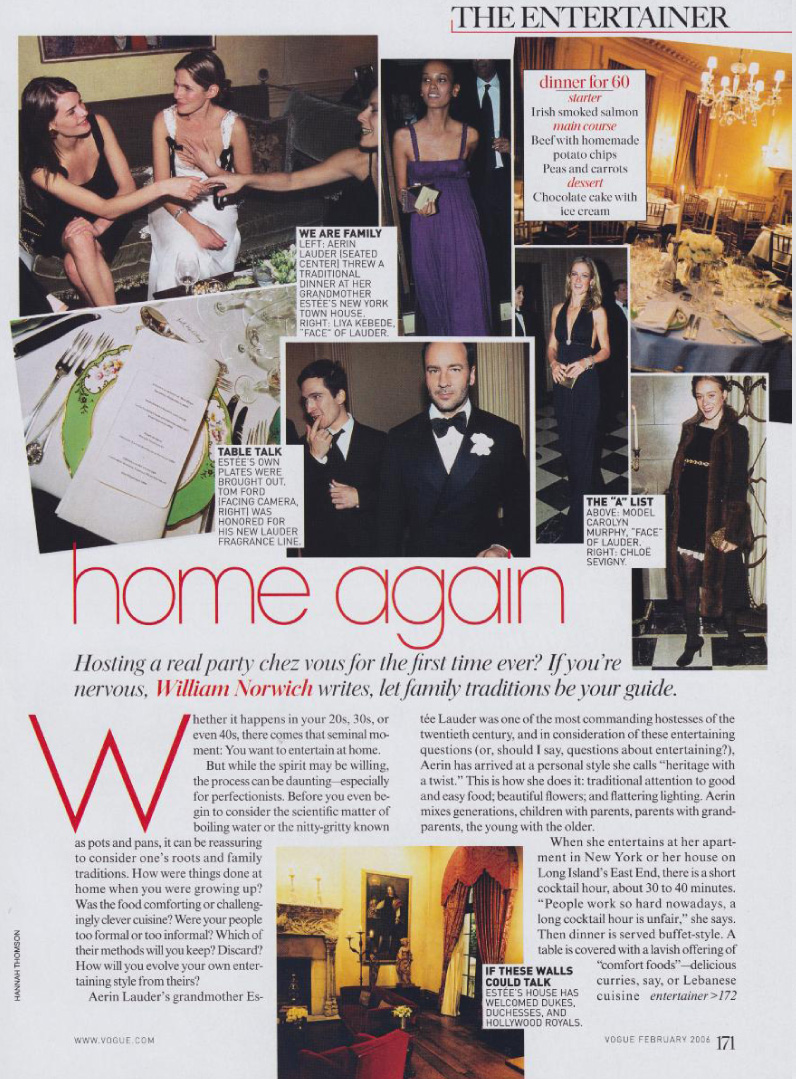 THE ENTERTAINER
dinner for 60
starter
Irish smoked salmon
main course
Beef with homemade
potato chips
Peas and carrots
dessert
Chocolate cake with
ice cream
WE ARE FAMILY
LEFT: AERIN
LAUDER (SEATED
CENTER) THREW A
TRADITIONAL
DINNER AT HER
GRANDMOTHER
ESTÉE'S NEW YORK
TOWN HOUSE.
RIGHT: LIYA KEBEDE,
"FACE" OF LAUDER.
TABLE TALK
ESTÉE'S OWN
PLATES WERE
BROUGHT OUT.
TOM FORD
(FACING CAMERA,
RIGHT) WAS
HONORED FOR
HIS NEW LAUDER
FRAGRANCE LINE.
THE "A" LIST
ABOVE: MODEL
CAROLYN
MURPHY, "FACE"
OF LAUDER.
RIGHT: CHLOË
SEVIGNY.
home again
Hosting a real party chez vous for the first time ever? If you're
nervous, William Norwich writes, let family traditions be your guide.
Whether it happens in your 20s, 30s, or
even 40s, there comes that seminal mo-
ment: You want to entertain at home.
But while the spirit may be willing,
the process can be daunting—especially
for perfectionists. Before you even be-
gin to consider the scientific matter of
boiling water or the nitty-gritty known
as pots and pans, it can be reassuring
to consider one's roots and family
traditions. How were things done at
home when you were growing up?
Was the food comforting or challeng-
ingly clever cuisine? Were your people
too formal or too informal? Which of
their methods will you keep? Discard?
How will you evolve your own enter-
taining style from theirs?
Aerin Lauder's grandmother Es-
tée Lauder was one of the most commanding hostesses of the
twentieth century, and in consideration of these entertaining
questions (or, should I say, questions about entertaining?),
Aerin has arrived at a personal style she calls "heritage with
a twist." This is how she does it: traditional attention to good
and easy food; beautiful flowers; and flattering lighting. Aerin
mixes generations, children with parents, parents with grand-
parents, the young with the older.
When she entertains at her apart-
ment in New York or her house on
Long Island's East End, there is a short
cocktail hour, about 30 to 40 minutes.
"People work so hard nowadays, a
long cocktail hour is unfair," she says.
Then dinner is served buffet-style. A
table is covered with a lavish offering of
"comfort foods"—delicious
curries, say, or Lebanese
cuisine entertainer >172
IF THESE WALLS
COULD TALK
ESTÉE'S HOUSE HAS
WELCOMED DUKES,
DUCHESSES, AND
HOLLYWOOD ROYALS.
HANNAH THOMSON
WWW.VOGUE.COM
VOGUE FEBRUARY 2006 171